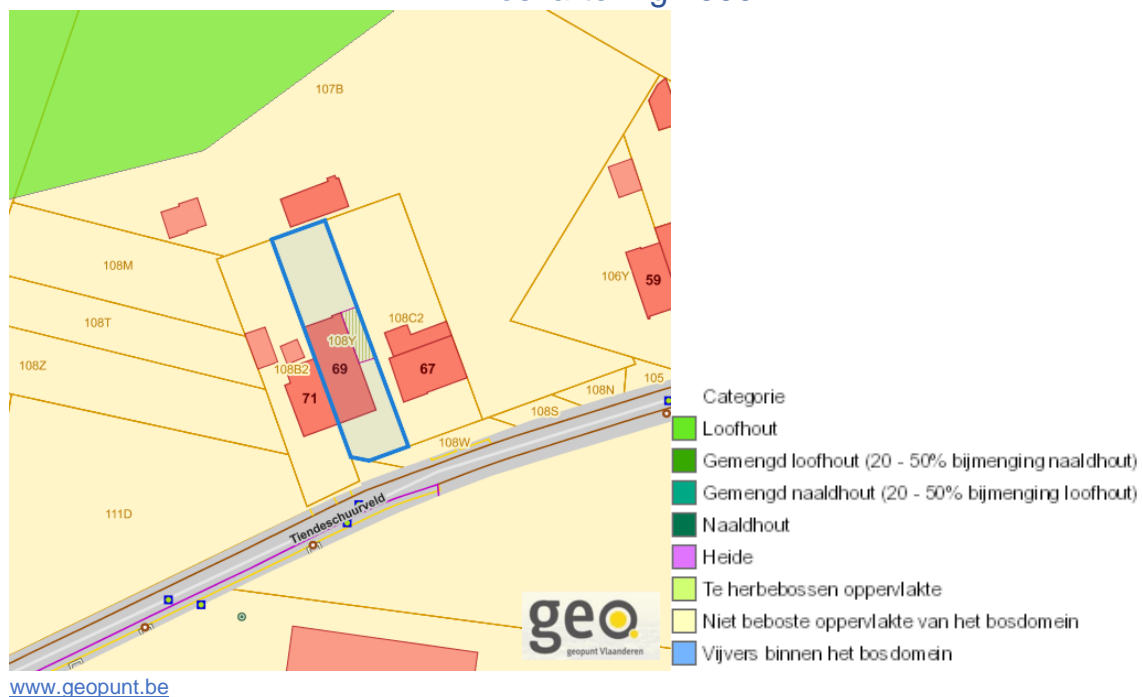 107B
108M
106Y
59
108T
108C2
108Y
108Z
108B2
69
67
71
105
108N
108S
108W
111D
Tiendeschuurveld
Categorie
Loofhout
Gemengd loofhout (20 - 50% bijmenging naaldhout)
Gemengd naaldhout (20 - 50% bijmenging loofhout)
Naaldhout
Heide
Te herbebossen oppervlakte
Niet beboste oppervlakte van het bosdomein
Vijvers binnen het bosdomein
geo
geopunt Vlaanderen
www.geopunt.be